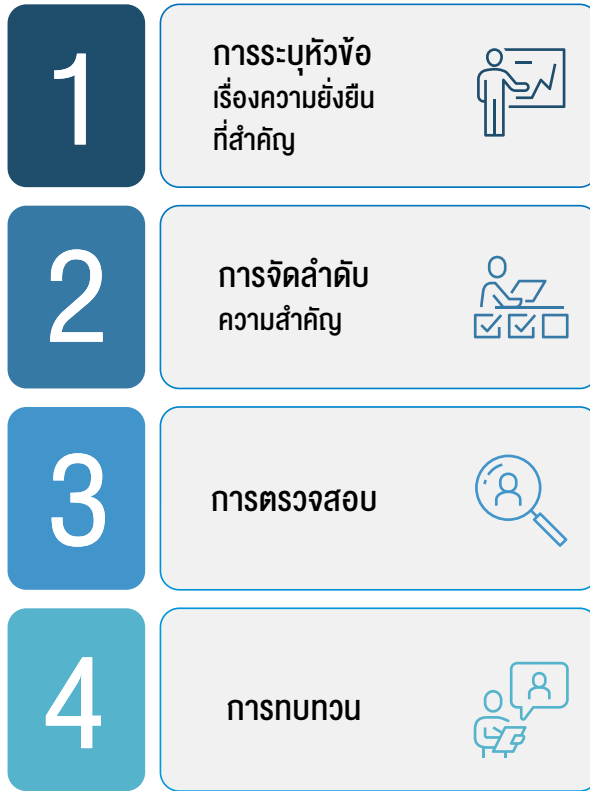 1
การระบุหัวข้อ
เรื่องความยั่งยืน
ที่สำคัญ
2
การจัดลำดับ
ความสำคัญ
3
การตรวจสอบ
4
การทบทวน